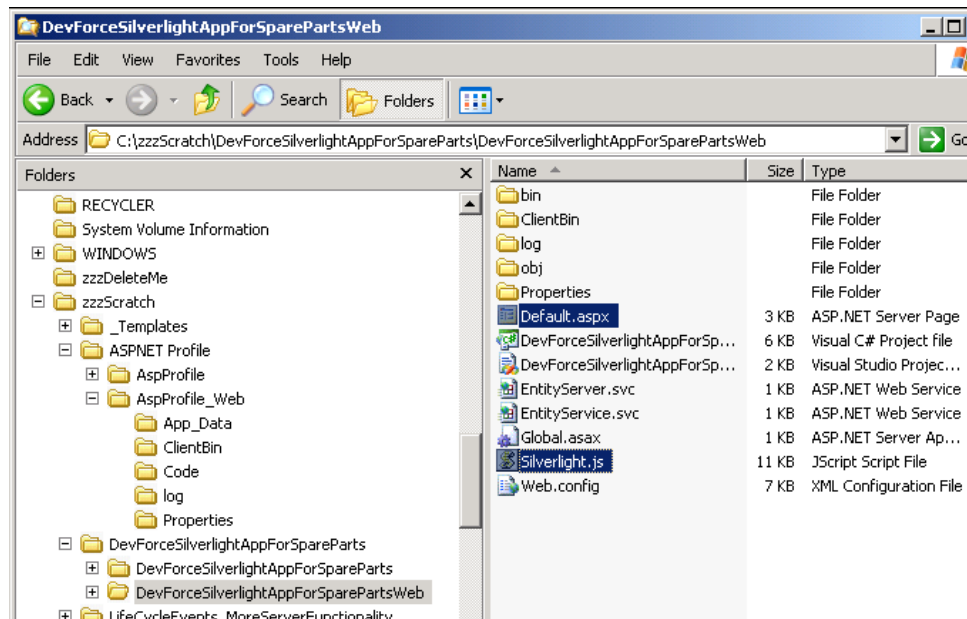 DevForceSilverlightAppForSparePartsWeb
File Edit View Favorites Tools Help
Back Search Folders
Address C:\zzzScratch\DevForceSilverlightAppForSpareParts\DevForceSilverlightAppForSparePartsWeb Go
Folders
RECYCLER
System Volume Information
WINDOWS
zzzDeleteMe
zzzScratch
_Templates
ASPNET Profile
AspProfile
AspProfile_Web
App_Data
ClientBin
Code
log
Properties
DevForceSilverlightAppForSpareParts
DevForceSilverlightAppForSpareParts
DevForceSilverlightAppForSparePartsWeb
LifeCycleEvents_MoreServerFunctionality
Name Size Type
bin File Folder
ClientBin File Folder
log File Folder
obj File Folder
Properties File Folder
Default.aspx 3 KB ASP.NET Server Page
DevForceSilverlightAppForSp... 6 KB Visual C# Project file
DevForceSilverlightAppForSp... 2 KB Visual Studio Projec...
EntityServer.svc 1 KB ASP.NET Web Service
EntityService.svc 1 KB ASP.NET Web Service
Global.asax 1 KB ASP.NET Server Ap...
Silverlight.js 11 KB JScript Script File
Web.config 7 KB XML Configuration File